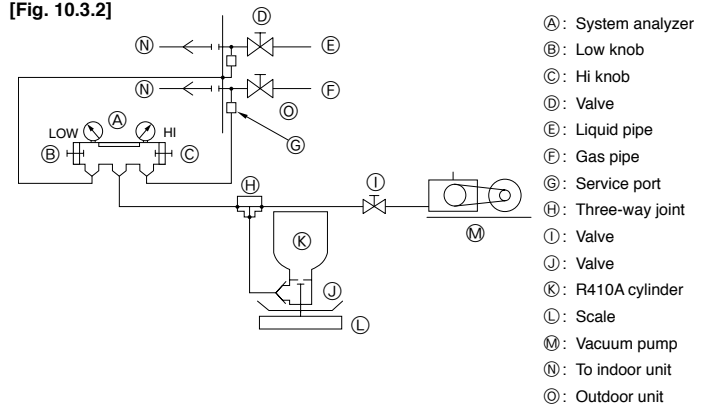 [Fig. 10.3.2]
Ⓓ
Ⓝ Ⓔ
Ⓝ Ⓕ
Ⓞ
Ⓐ
LOW HI
Ⓑ Ⓒ
Ⓖ
Ⓗ Ⓘ
Ⓚ
Ⓜ
Ⓙ
Ⓛ
Ⓐ: System analyzer
Ⓑ: Low knob
Ⓒ: Hi knob
Ⓓ: Valve
Ⓔ: Liquid pipe
Ⓕ: Gas pipe
Ⓖ: Service port
Ⓗ: Three-way joint
Ⓘ: Valve
Ⓙ: Valve
Ⓚ: R410A cylinder
Ⓛ: Scale
Ⓜ: Vacuum pump
Ⓝ: To indoor unit
Ⓞ: Outdoor unit